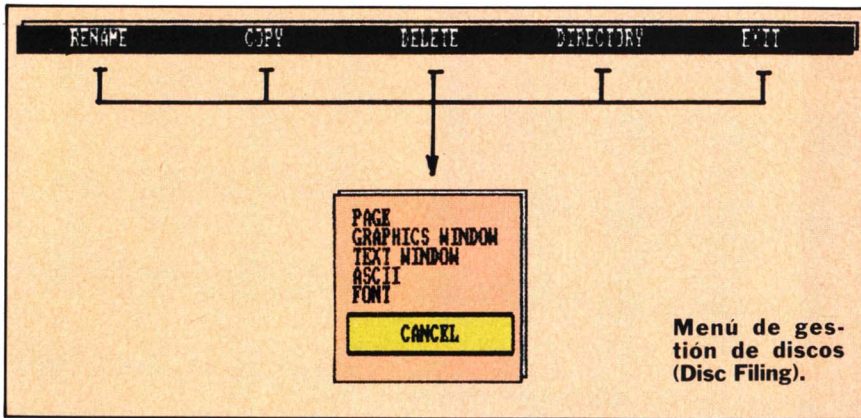 RENAME COPY DELETE DIRECTORY EXIT
PAGE
GRAPHICS WINDOW
TEXT WINDOW
ASCII
FONT
CANCEL
Menú de ges-
tión de discos
(Disc Filing).